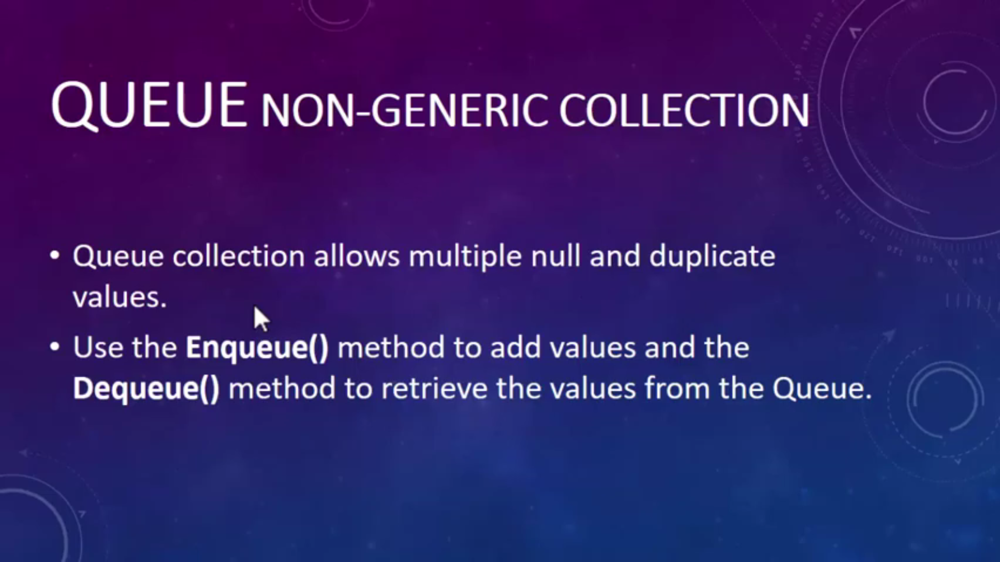 QUEUE NON-GENERIC COLLECTION
• Queue collection allows multiple null and duplicate
values.
• Use the Enqueue() method to add values and the
Dequeue() method to retrieve the values from the Queue.